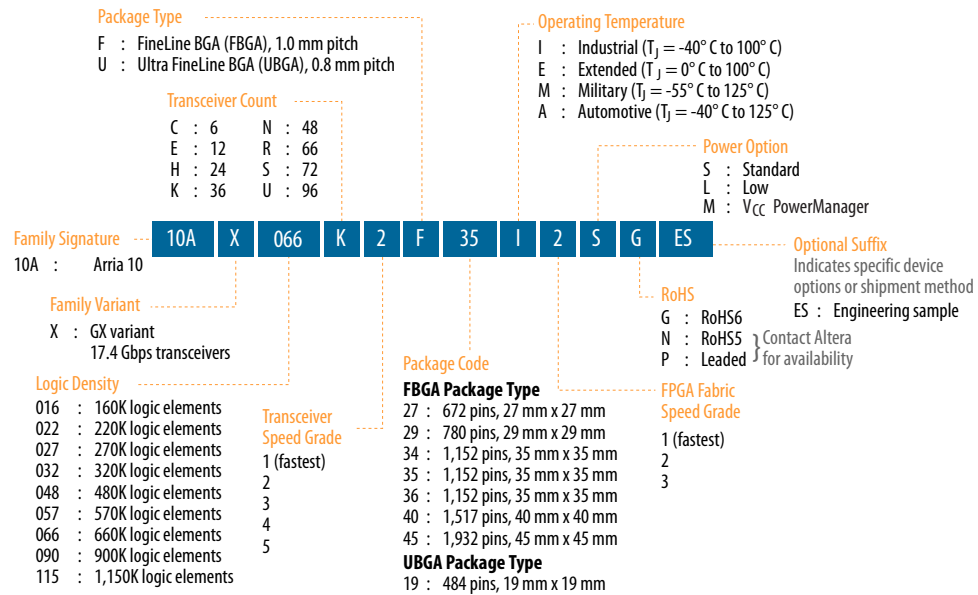 Package Type
F : FineLine BGA (FBGA), 1.0 mm pitch
U : Ultra FineLine BGA (UBGA), 0.8 mm pitch
Operating Temperature
I : Industrial (TJ = -40° C to 100° C)
E : Extended (TJ = 0° C to 100° C)
M : Military (TJ = -55° C to 125° C)
A : Automotive (TJ = -40° C to 125° C)
Transceiver Count
C : 6 N : 48
E : 12 R : 66
H : 24 S : 72
K : 36 U : 96
Power Option
S : Standard
L : Low
M : VCC PowerManager
Family Signature
10A : Arria 10
10A X 066 K 2 F 35 I 2 S G ES
Optional Suffix
Indicates specific device
options or shipment method
ES : Engineering sample
Family Variant
X : GX variant
17.4 Gbps transceivers
RoHS
G : RoHS6
N : RoHS5
P : Leaded
} Contact Altera
for availability
Logic Density
016 : 160K logic elements
022 : 220K logic elements
027 : 270K logic elements
032 : 320K logic elements
048 : 480K logic elements
057 : 570K logic elements
066 : 660K logic elements
090 : 900K logic elements
115 : 1,150K logic elements
Transceiver
Speed Grade
1 (fastest)
2
3
4
5
Package Code
FBGA Package Type
27 : 672 pins, 27 mm x 27 mm
29 : 780 pins, 29 mm x 29 mm
34 : 1,152 pins, 35 mm x 35 mm
35 : 1,152 pins, 35 mm x 35 mm
36 : 1,152 pins, 35 mm x 35 mm
40 : 1,517 pins, 40 mm x 40 mm
45 : 1,932 pins, 45 mm x 45 mm
UBGA Package Type
19 : 484 pins, 19 mm x 19 mm
FPGA Fabric
Speed Grade
1 (fastest)
2
3